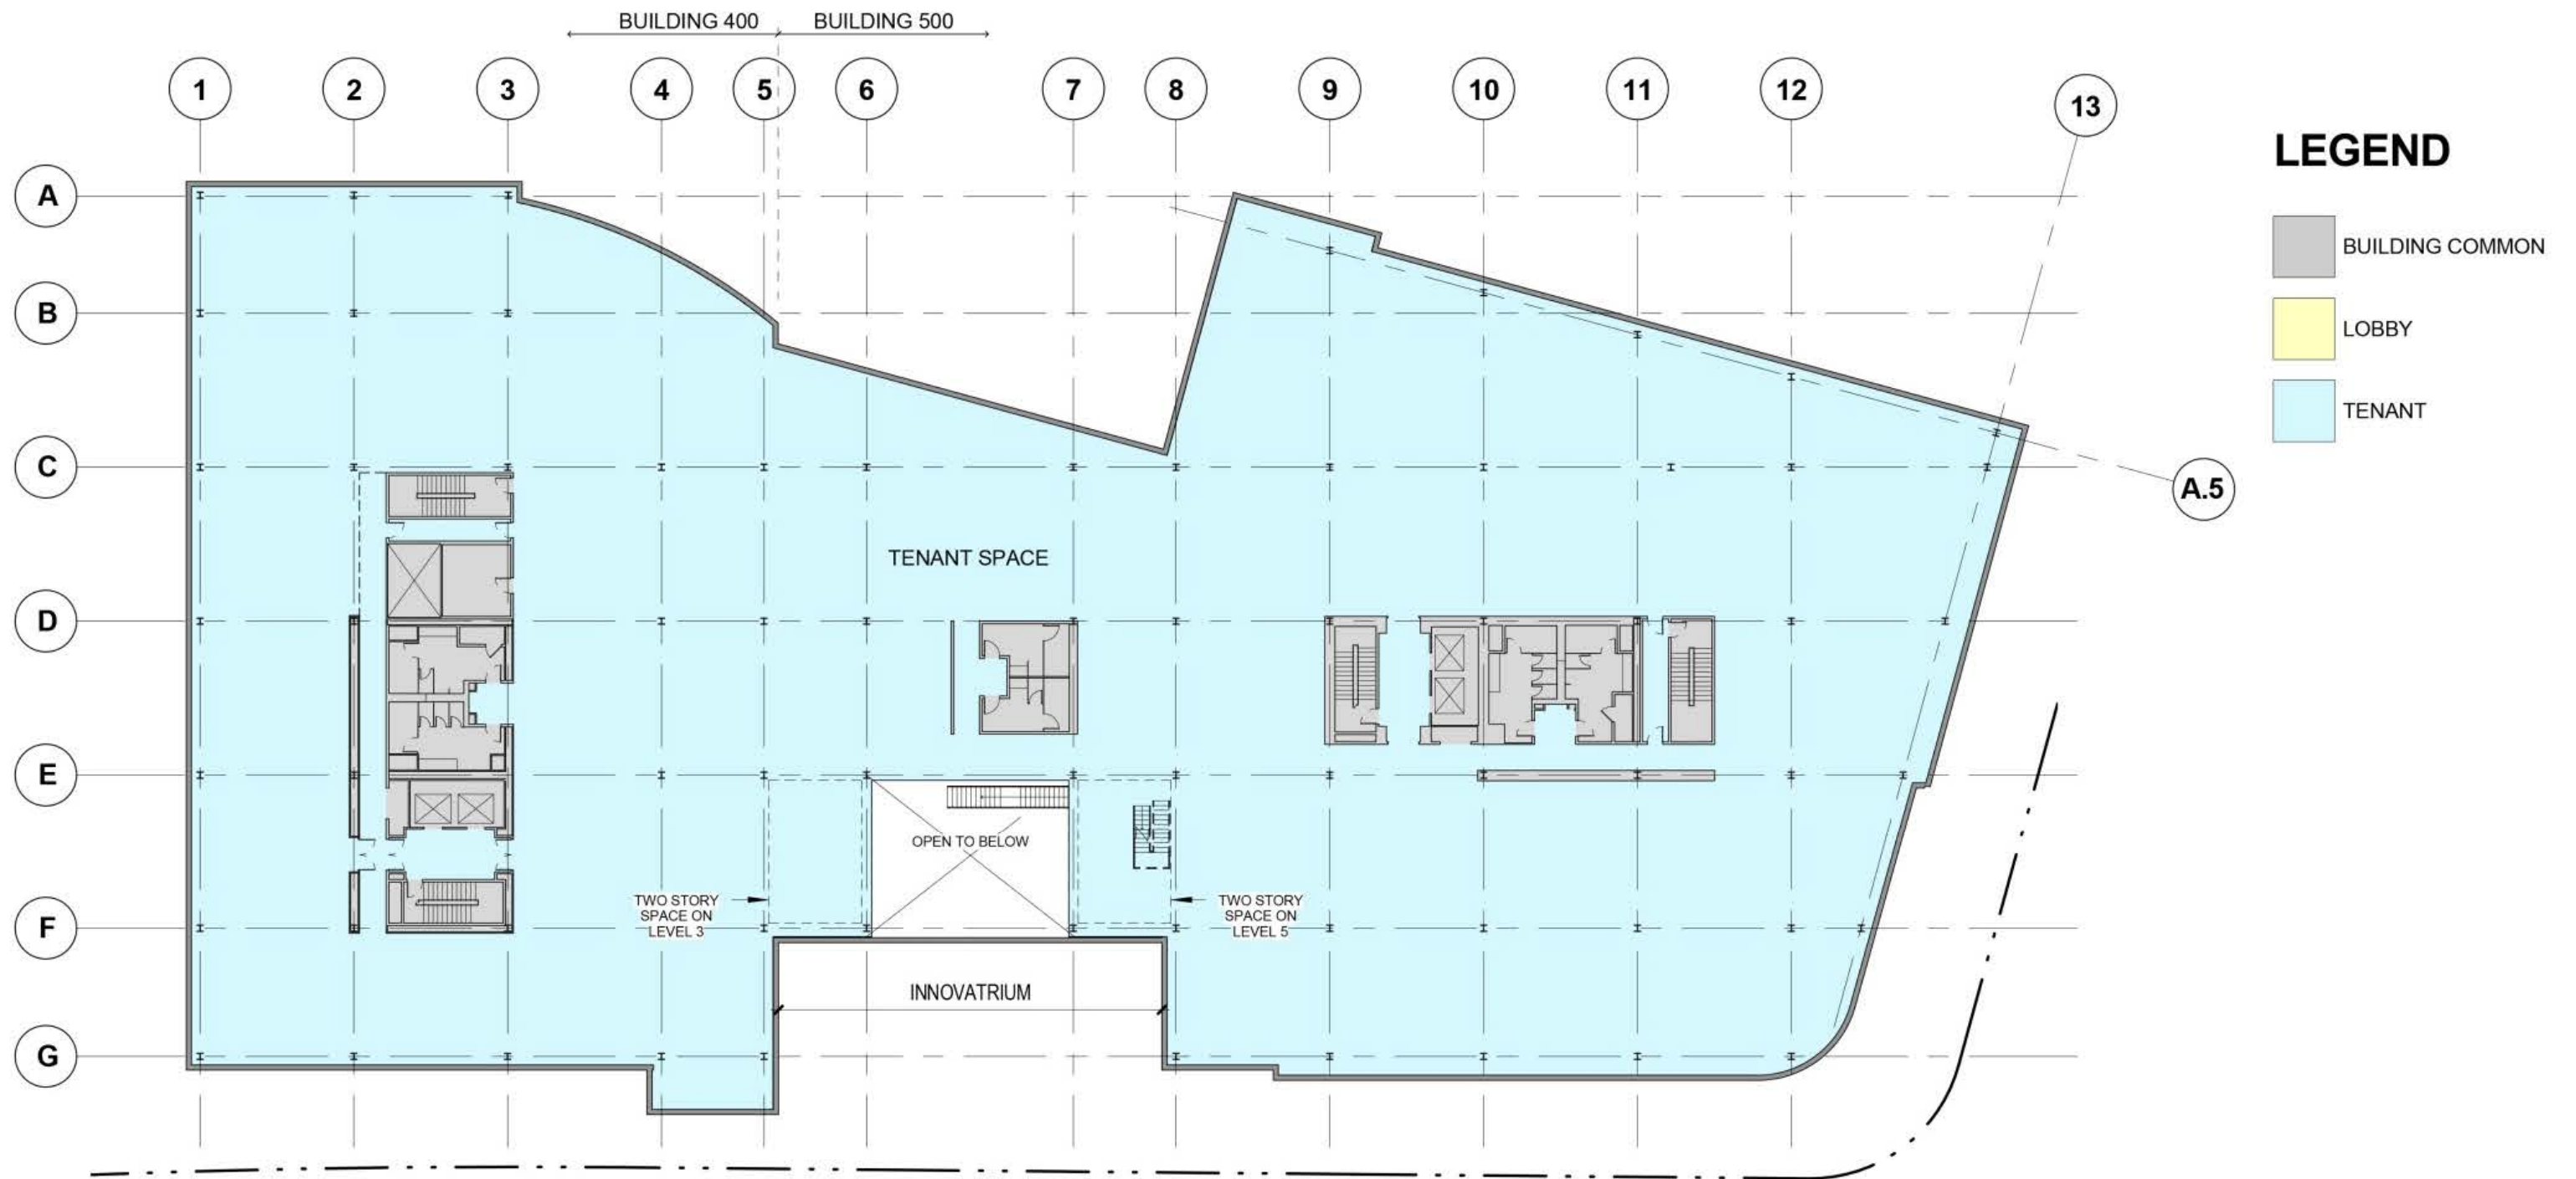 BUILDING 400
BUILDING 500
1
2
3
4
5
6
7
8
9
10
11
12
13
LEGEND
A
BUILDING COMMON
B
LOBBY
TENANT
C
A.5
TENANT SPACE
D
E
OPEN TO BELOW
TWO STORY
SPACE ON
LEVEL 3
TWO STORY
SPACE ON
LEVEL 5
F
INNOVATRIUM
G